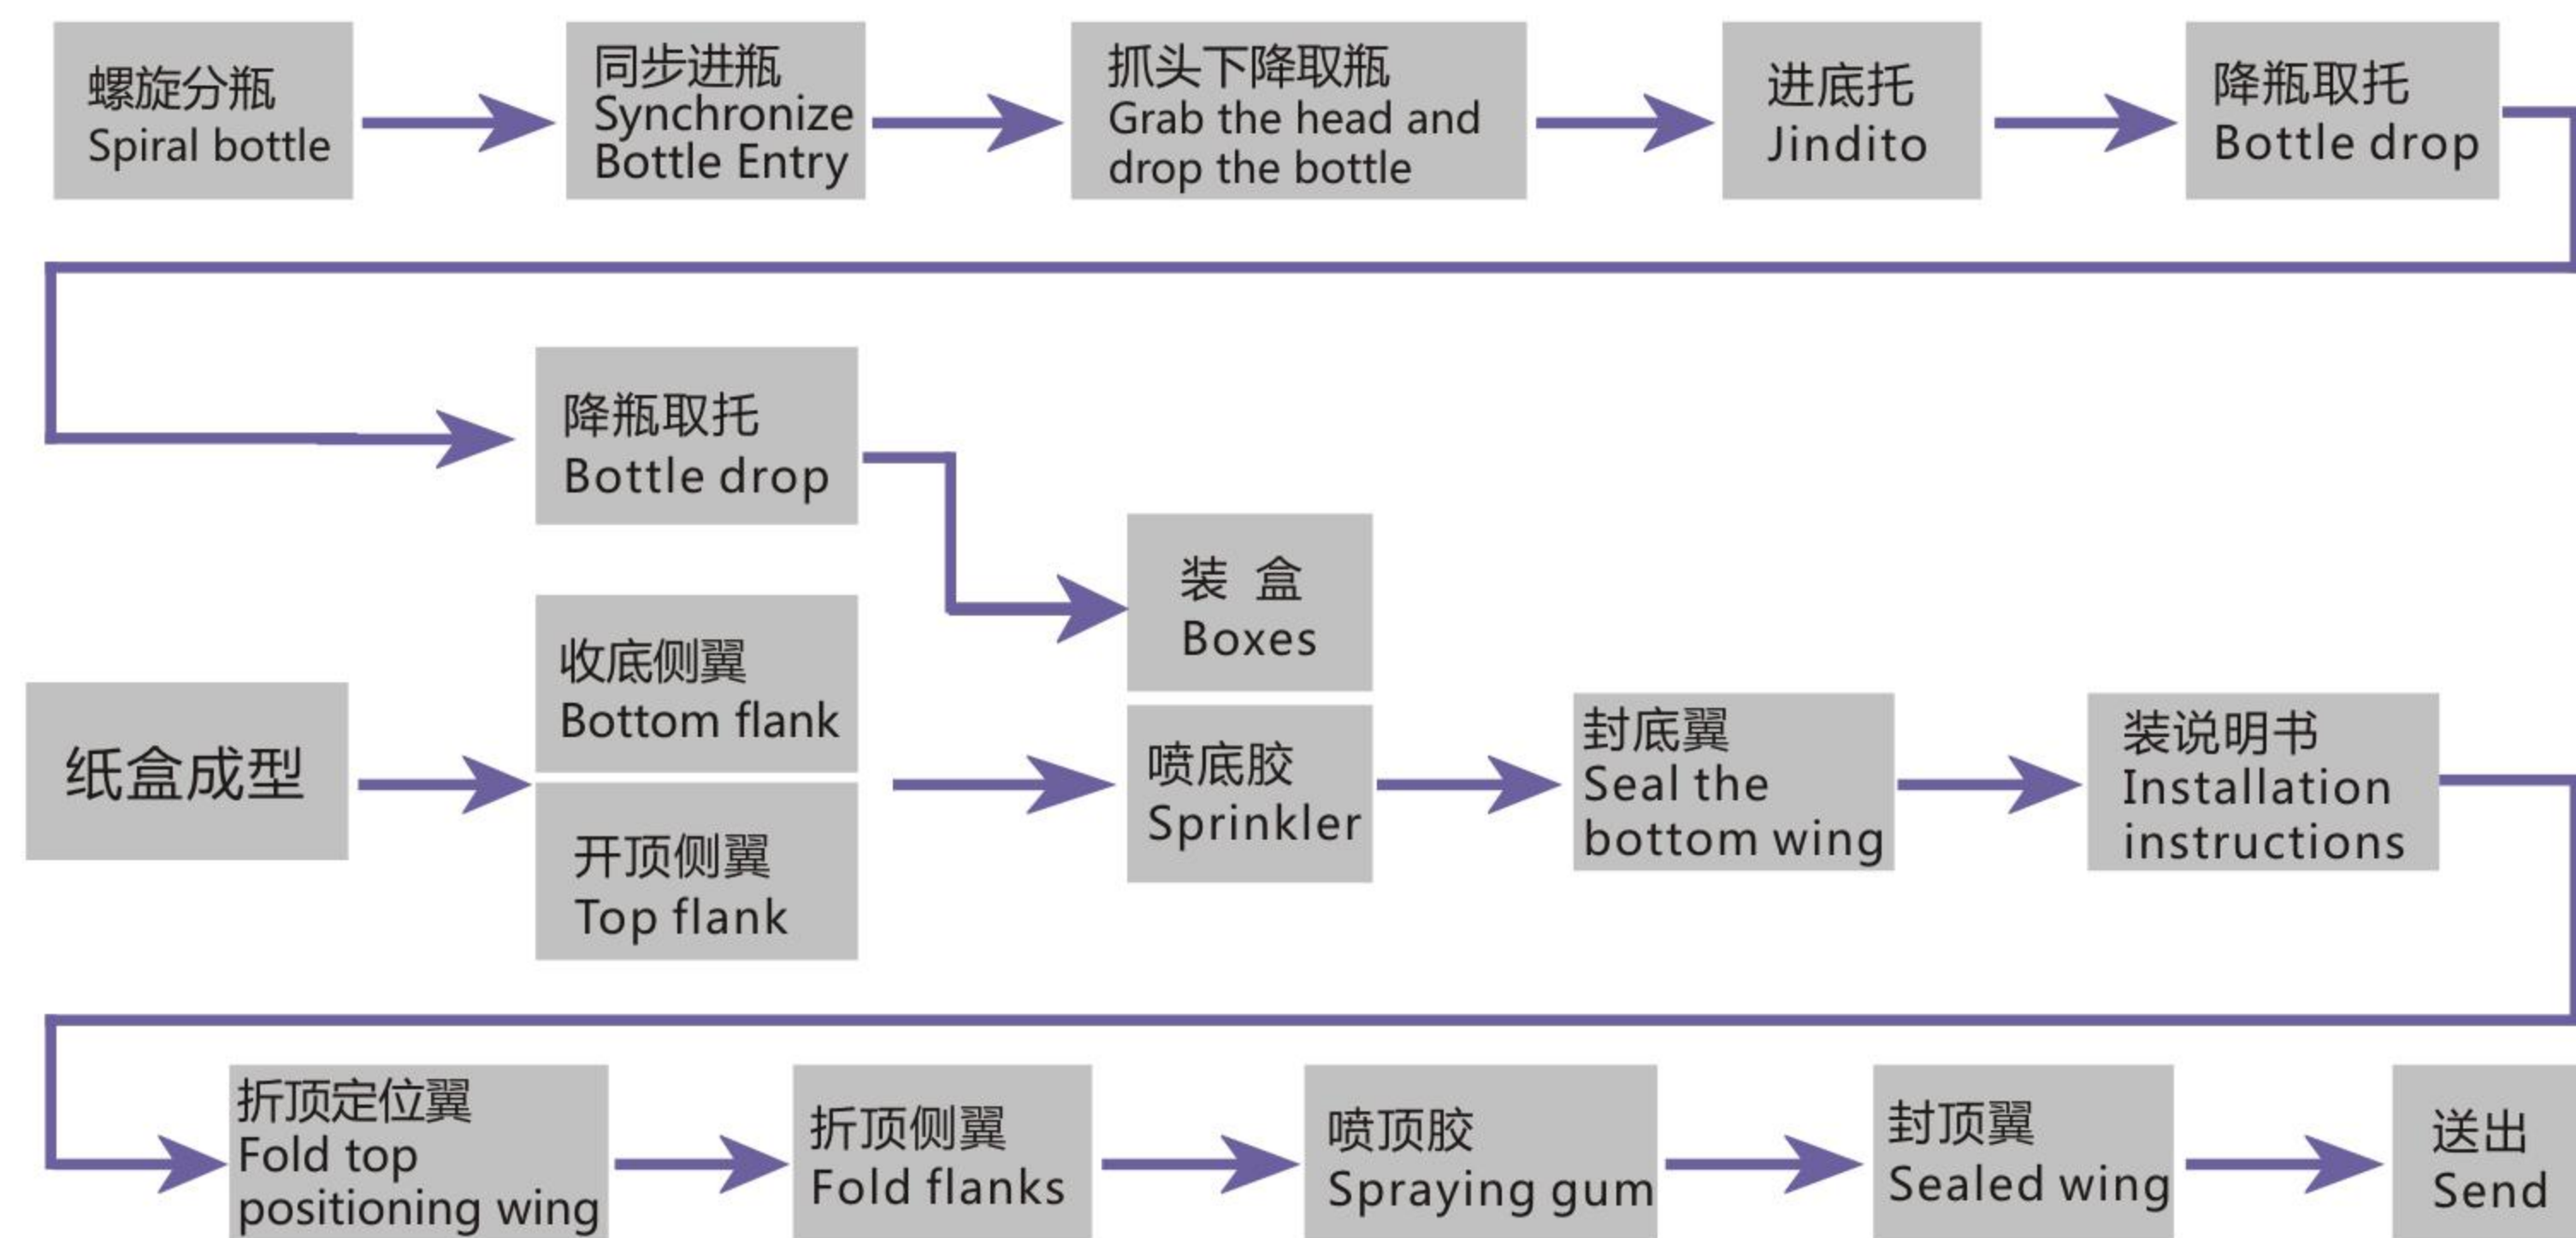 螺旋分瓶
Spiral bottle
同步进瓶
Synchronize
Bottle Entry
抓头下降取瓶
Grab the head and
drop the bottle
进底托
Jindito
降瓶取托
Bottle drop
降瓶取托
Bottle drop
装 盒
Boxes
收底侧翼
Bottom flank
纸盒成型
开顶侧翼
Top flank
喷底胶
Sprinkler
封底翼
Seal the
bottom wing
装说明书
Installation
instructions
折顶定位翼
Fold top
positioning wing
折顶侧翼
Fold flanks
喷顶胶
Spraying gum
封顶翼
Sealed wing
送出
Send